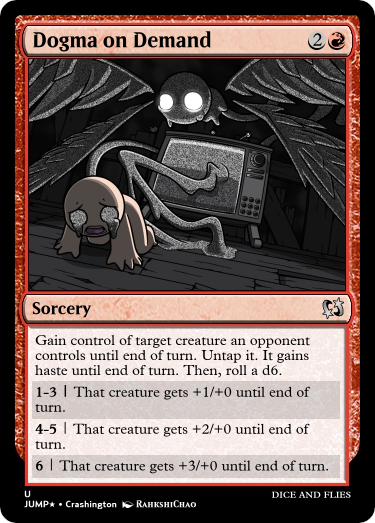 Dogma on Demand 2
Sorcery
Gain control of target creature an opponent
controls until end of turn. Untap it. It gains
haste until end of turn. Then, roll a d6.
1-3 | That creature gets +1/+0 until end of
turn.
4-5 | That creature gets +2/+0 until end of
turn.
6 | That creature gets +3/+0 until end of turn.
U DICE AND FLIES
JUMP★ • Crashington RahkshiChao